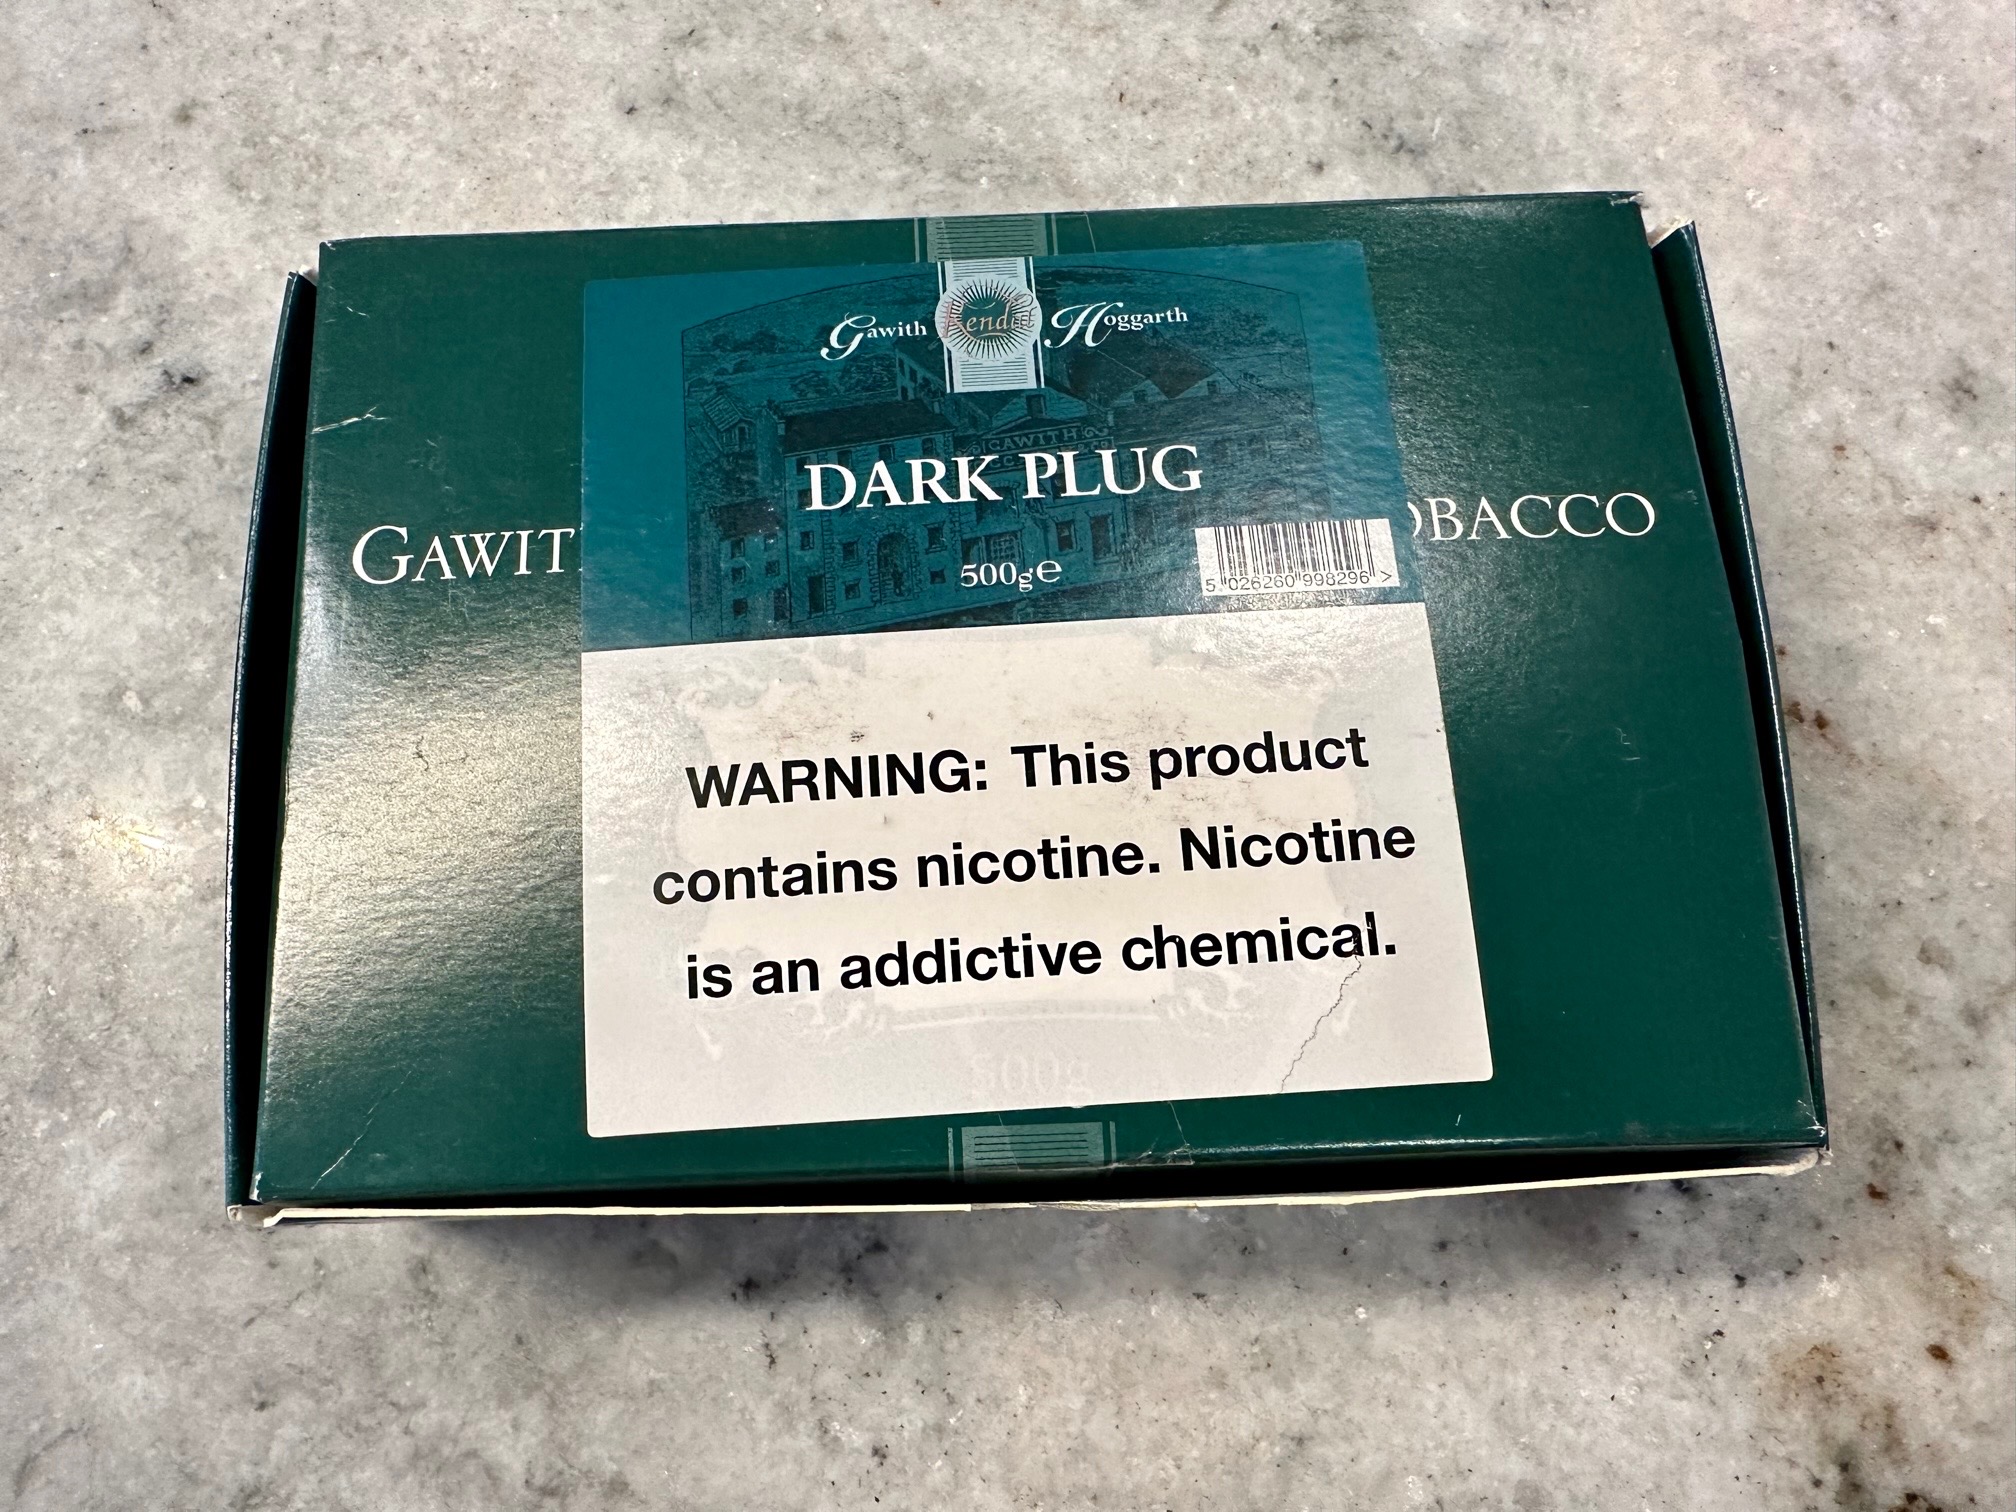 Gawith Kendal Hoggarth
GAWITH
DARK PLUG
GAWIT
OBACCO
500g e
5 026260 998296 >
WARNING: This product
contains nicotine. Nicotine
is an addictive chemical.
500g